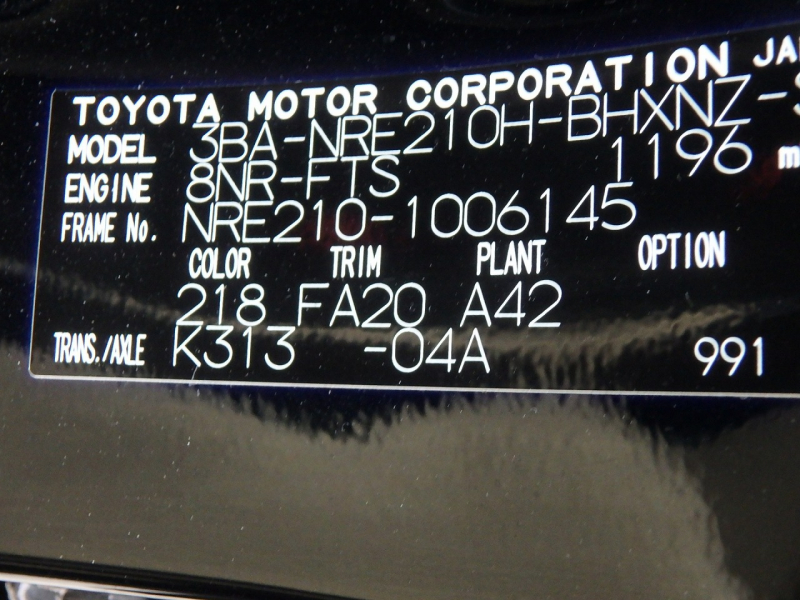 TOYOTA MOTOR CORPORATION JA
MODEL 3BA-NRE210H-BHXNZ-
ENGINE 8NR-FTS 1196 m
FRAME No. NRE210-1006145
COLOR TRIM PLANT OPTION
218 FA20 A42
TRANS./AXLE K313 -04A 991